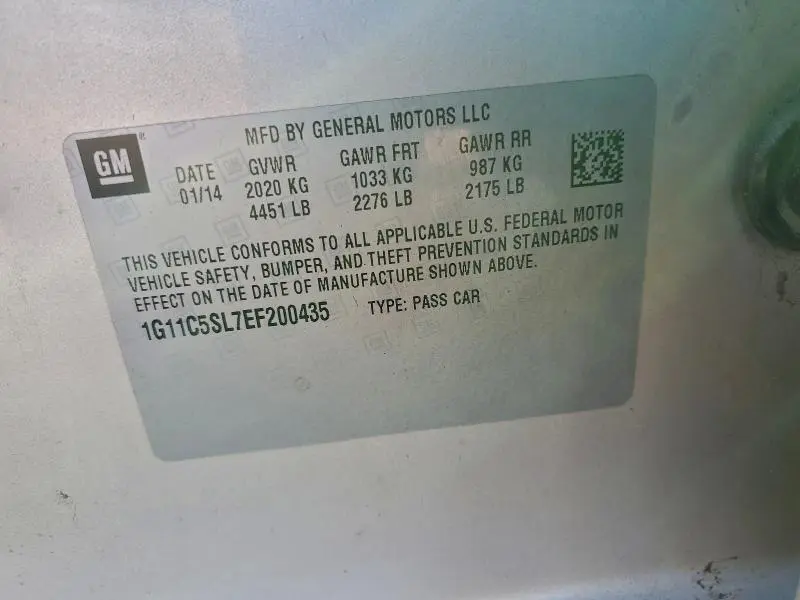 GM
MFD BY GENERAL MOTORS LLC
DATE GVWR GAWR FRT GAWR RR
01/14 2020 KG 1033 KG 987 KG
4451 LB 2276 LB 2175 LB
THIS VEHICLE CONFORMS TO ALL APPLICABLE U.S. FEDERAL MOTOR
VEHICLE SAFETY, BUMPER, AND THEFT PREVENTION STANDARDS IN
EFFECT ON THE DATE OF MANUFACTURE SHOWN ABOVE.
1G11C5SL7EF200435 TYPE: PASS CAR